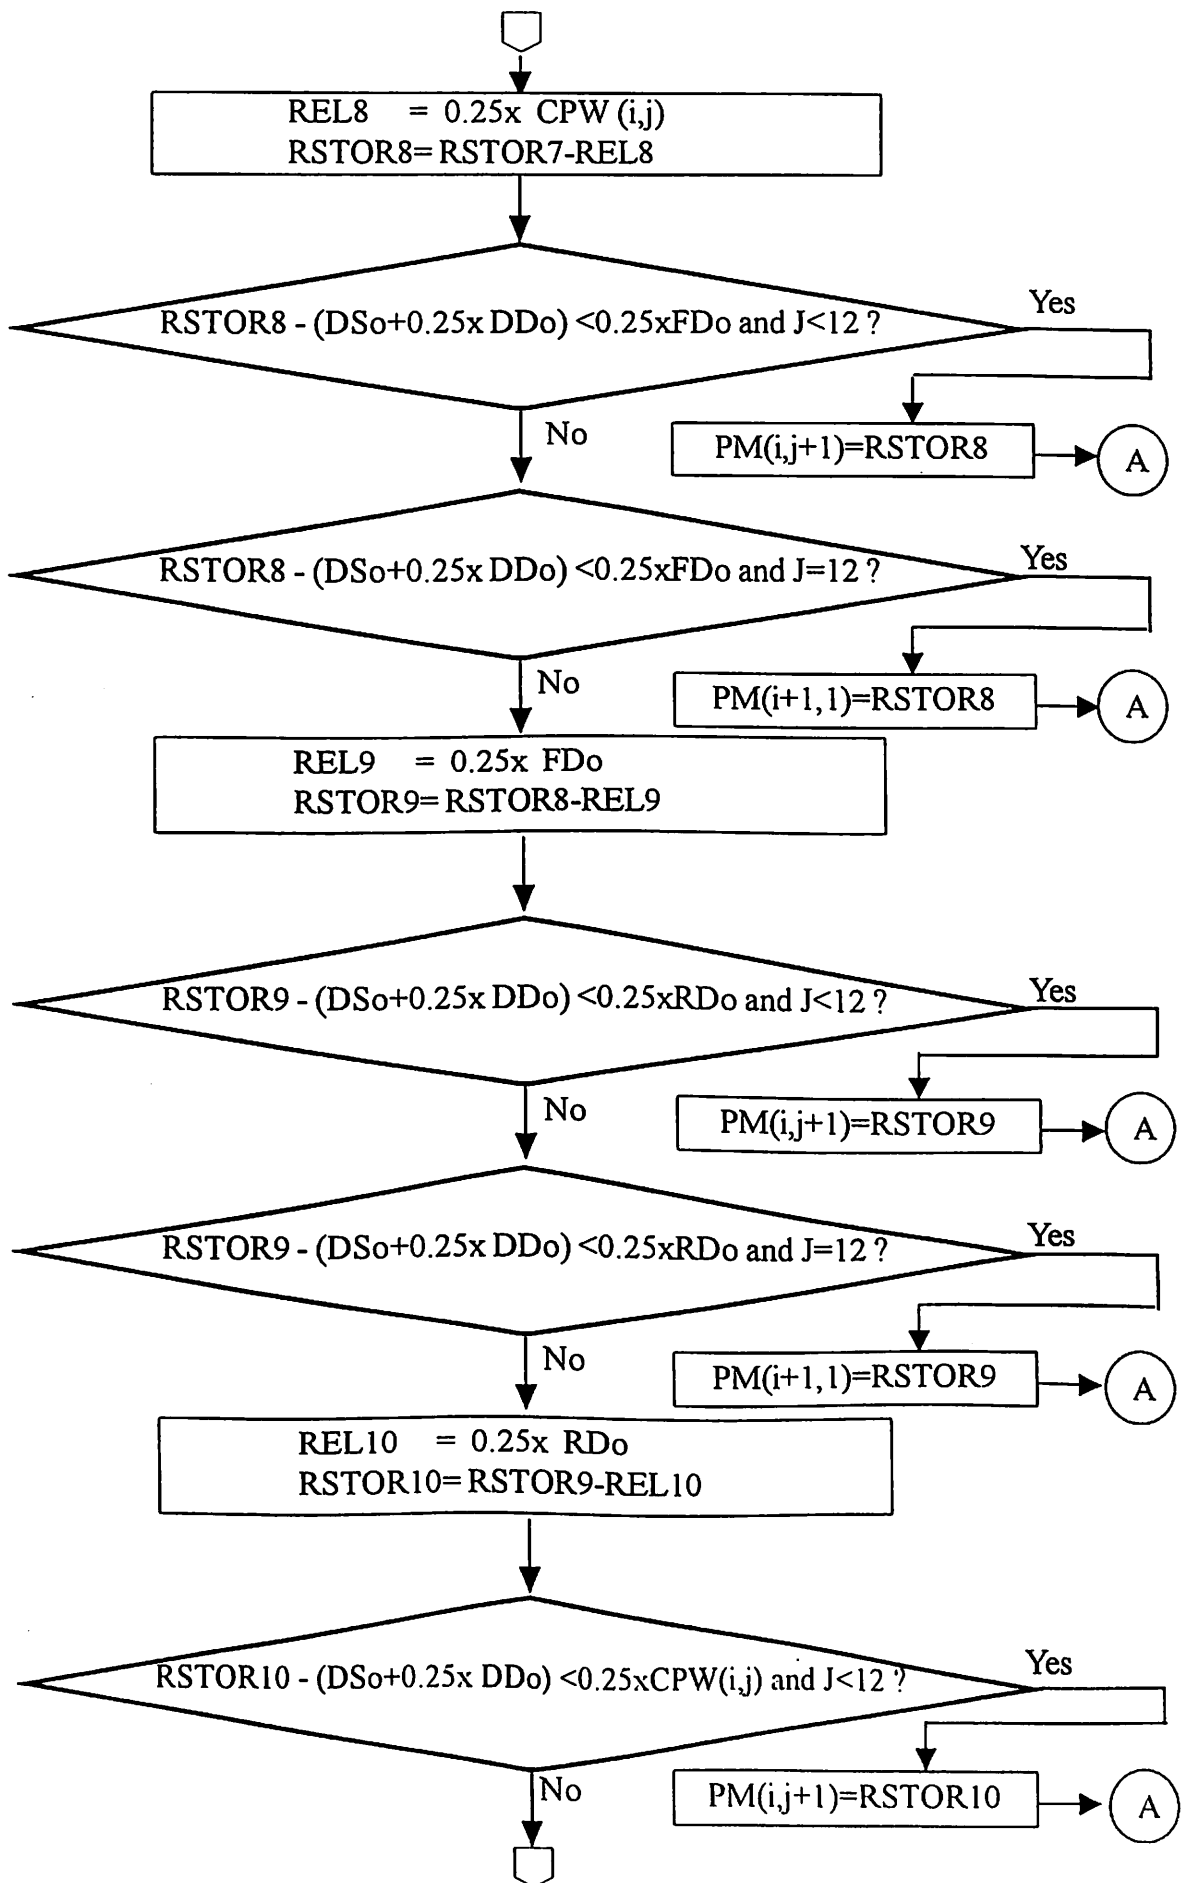 REL8 = 0.25x CPW (i,j)
RSTOR8= RSTOR7-REL8
RSTOR8 - (DSo+0.25x DDo) <0.25xFDo and J<12 ?
Yes
No
PM(i,j+1)=RSTOR8
A
RSTOR8 - (DSo+0.25x DDo) <0.25xFDo and J=12 ?
Yes
No
PM(i+1,1)=RSTOR8
A
REL9 = 0.25x FDo
RSTOR9= RSTOR8-REL9
RSTOR9 - (DSo+0.25x DDo) <0.25xRDo and J<12 ?
Yes
No
PM(i,j+1)=RSTOR9
A
RSTOR9 - (DSo+0.25x DDo) <0.25xRDo and J=12 ?
Yes
No
PM(i+1,1)=RSTOR9
A
REL10 = 0.25x RDo
RSTOR10= RSTOR9-REL10
RSTOR10 - (DSo+0.25x DDo) <0.25xCPW(i,j) and J<12 ?
Yes
No
PM(i,j+1)=RSTOR10
A